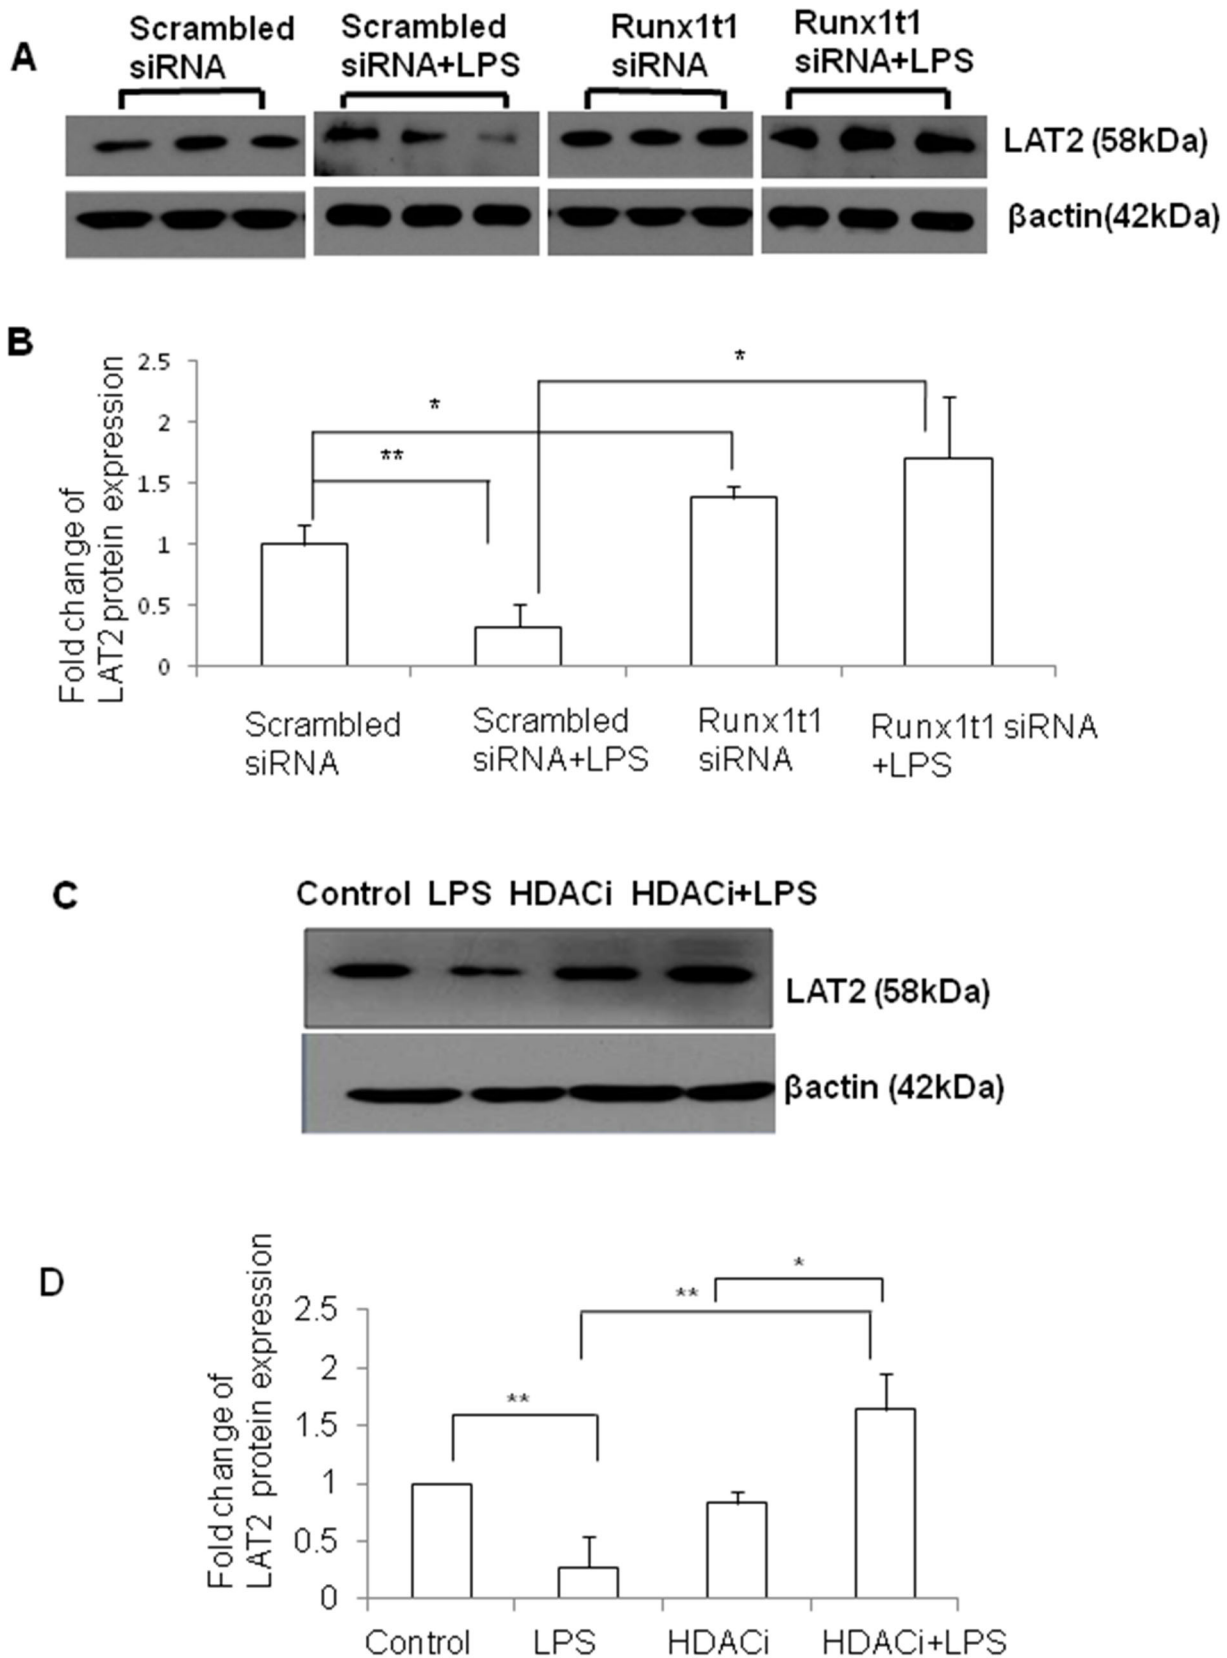 A
Scrambled
siRNA
Scrambled
siRNA+LPS
Runx1t1
siRNA
Runx1t1
siRNA+LPS
LAT2 (58kDa)
βactin(42kDa)
B
Fold change of
LAT2 protein expression
2.5
2
1.5
1
0.5
0
*
*
**
Scrambled
siRNA
Scrambled
siRNA+LPS
Runx1t1
siRNA
Runx1t1 siRNA
+LPS
C
Control LPS HDACi HDACi+LPS
LAT2 (58kDa)
βactin (42kDa)
D
Fold change of
LAT2 protein expression
2.5
2
1.5
1
0.5
0
*
**
**
Control LPS HDACi HDACi+LPS